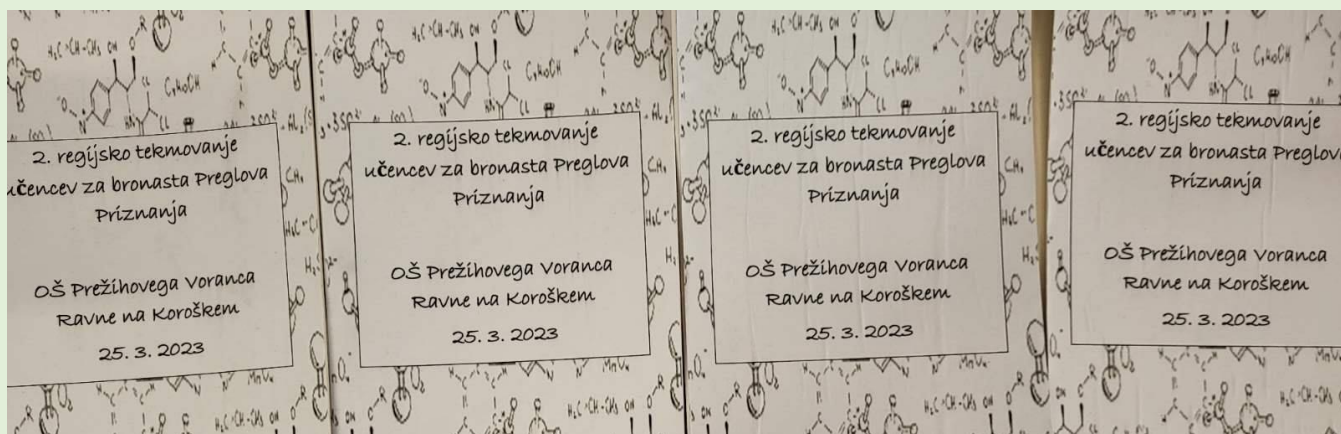 2. regijsko tekmovanje
učencev za bronasta Preglova
Priznanja
OŠ Prežihovega Voranca
Ravne na Koroškem
25. 3. 2023
2. regijsko tekmovanje
učencev za bronasta Preglova
Priznanja
OŠ Prežihovega Voranca
Ravne na Koroškem
25. 3. 2023
2. regijsko tekmovanje
učencev za bronasta Preglova
Priznanja
OŠ Prežihovega Voranca
Ravne na Koroškem
25. 3. 2023
2. regijsko tekmovanje
učencev za bronasta Preglova
Priznanja
OŠ Prežihovega Voranca
Ravne na Koroškem
25. 3. 2023